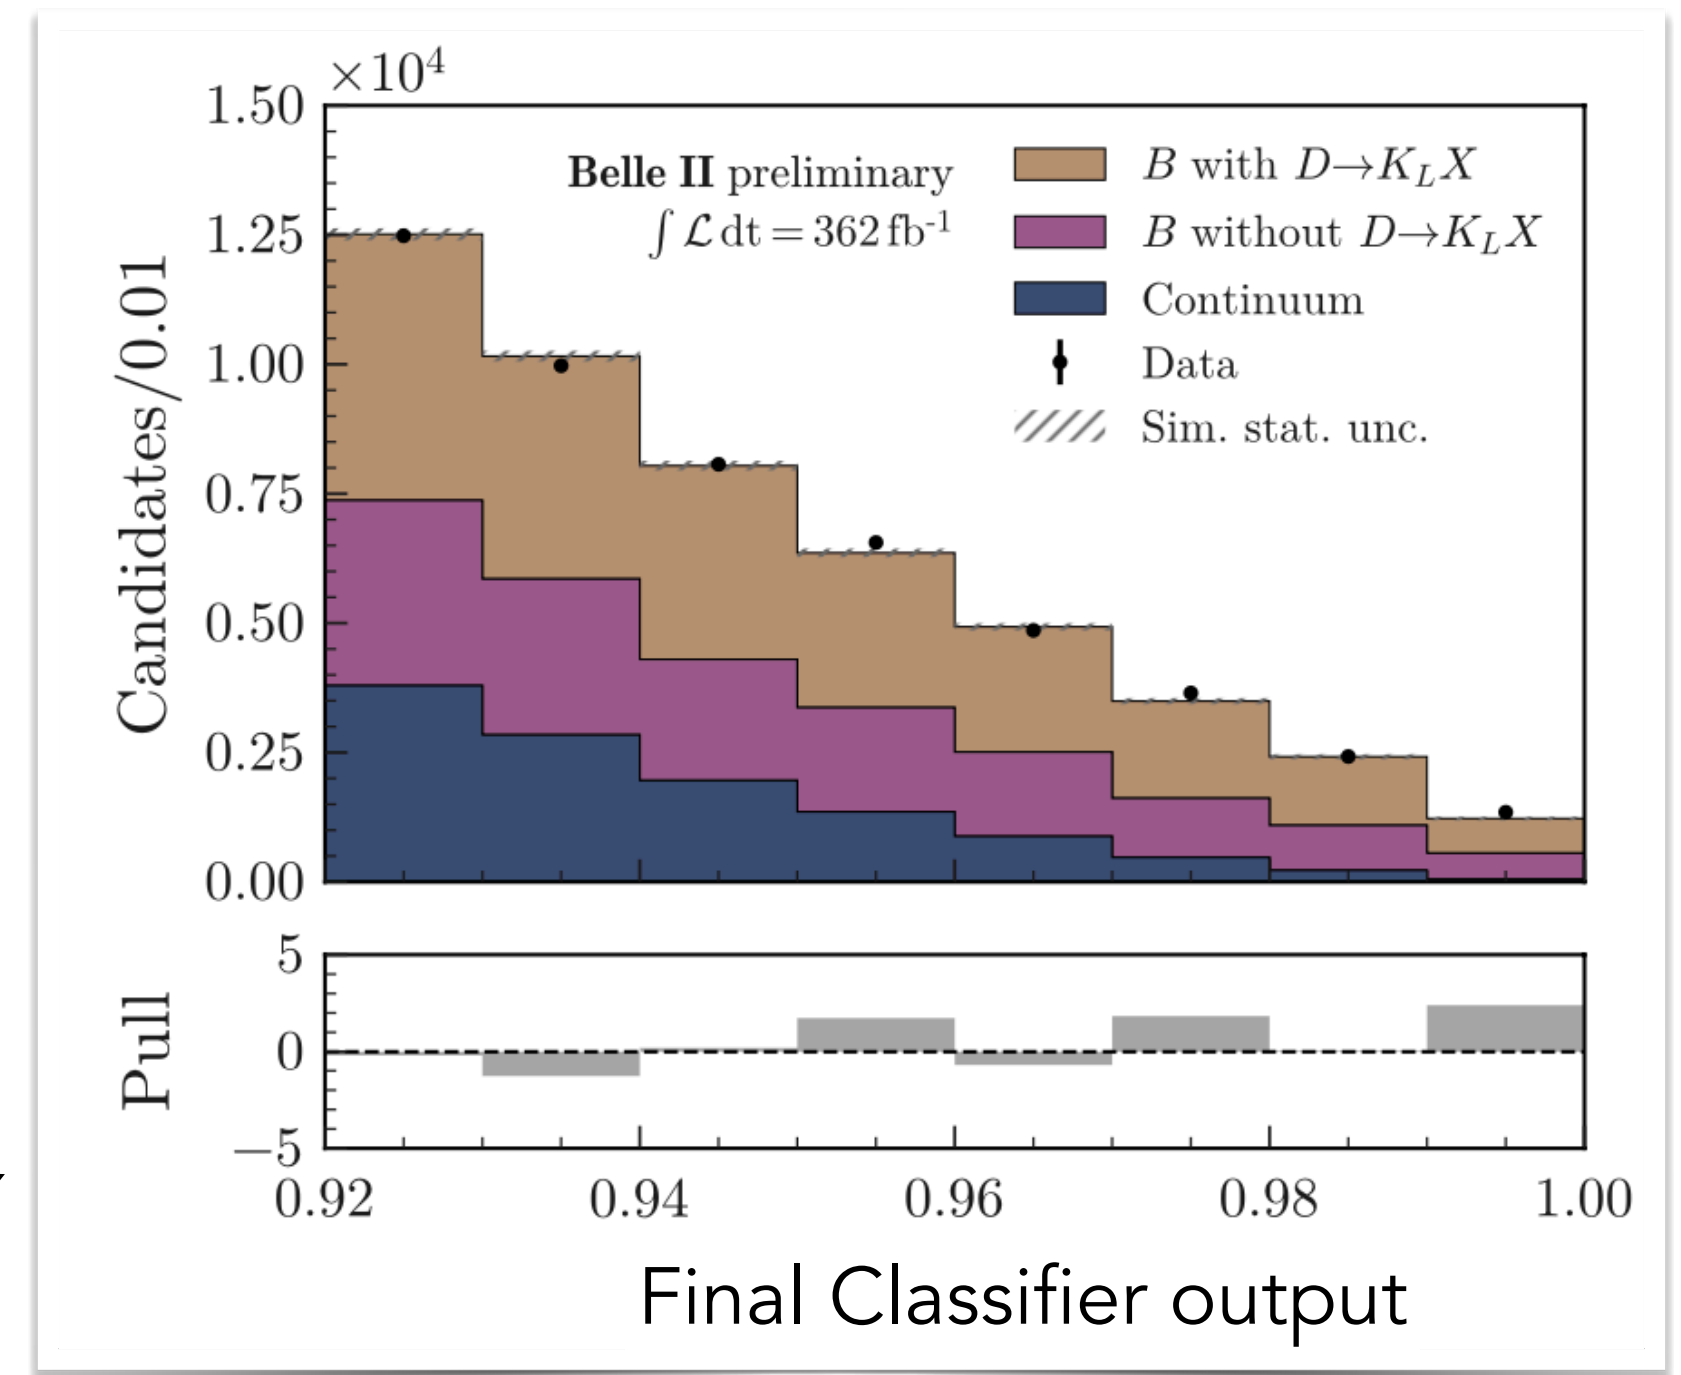 ×10⁴
1.50
1.25
1.00
0.75
0.50
0.25
0.00
Candidates/0.01
Belle II preliminary
∫ ℒ dt = 362 fb⁻¹
B with D→K_L X
B without D→K_L X
Continuum
Data
Sim. stat. unc.
5
0
−5
Pull
0.92 0.94 0.96 0.98 1.00
Final Classifier output